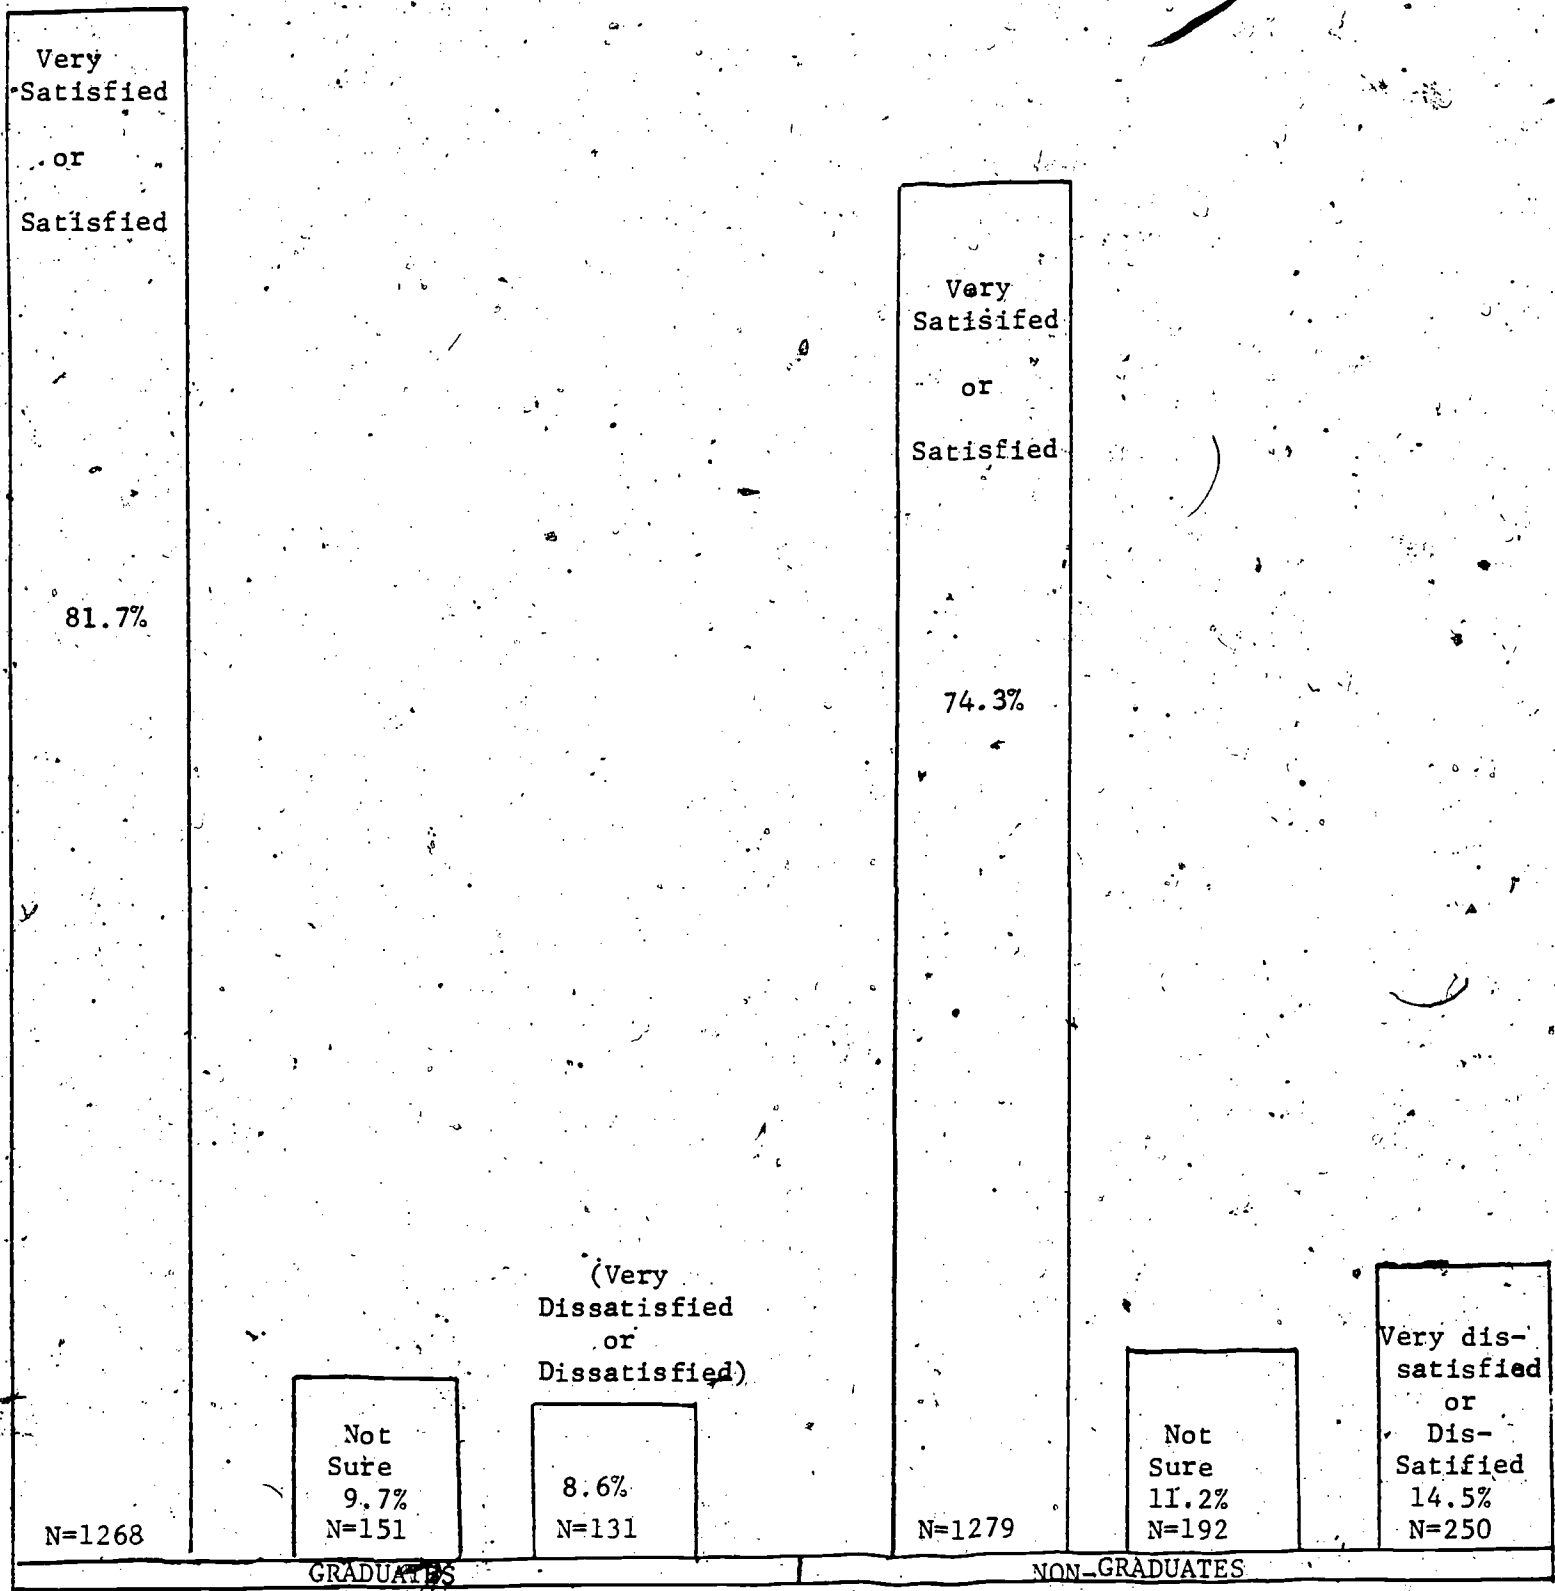 Very
Satisfied
or
Satisfied
81.7%
N=1268
Not
Sure
9.7%
N=151
(Very
Dissatisfied
or
Dissatisfied)
8.6%
N=131
GRADUATES
Very
Satisifed
or
Satisfied
74.3%
N=1279
Not
Sure
11.2%
N=192
Very dis-
satisfied
or
Dis-
Satified
14.5%
N=250
NON-GRADUATES